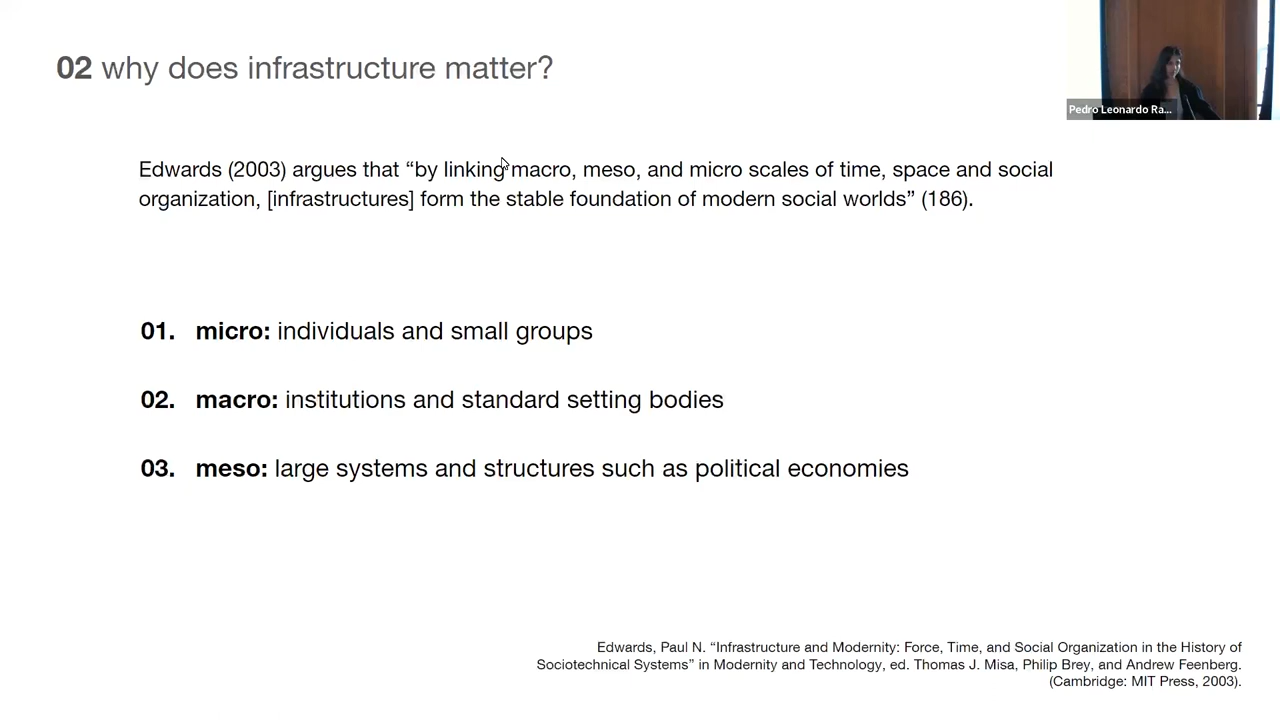 02 why does infrastructure matter?
Pedro Leonardo Ra...
Edwards (2003) argues that “by linking macro, meso, and micro scales of time, space and social
organization, [infrastructures] form the stable foundation of modern social worlds” (186).
01. micro: individuals and small groups
02. macro: institutions and standard setting bodies
03. meso: large systems and structures such as political economies
Edwards, Paul N. “Infrastructure and Modernity: Force, Time, and Social Organization in the History of
Sociotechnical Systems” in Modernity and Technology, ed. Thomas J. Misa, Philip Brey, and Andrew Feenberg.
(Cambridge: MIT Press, 2003).